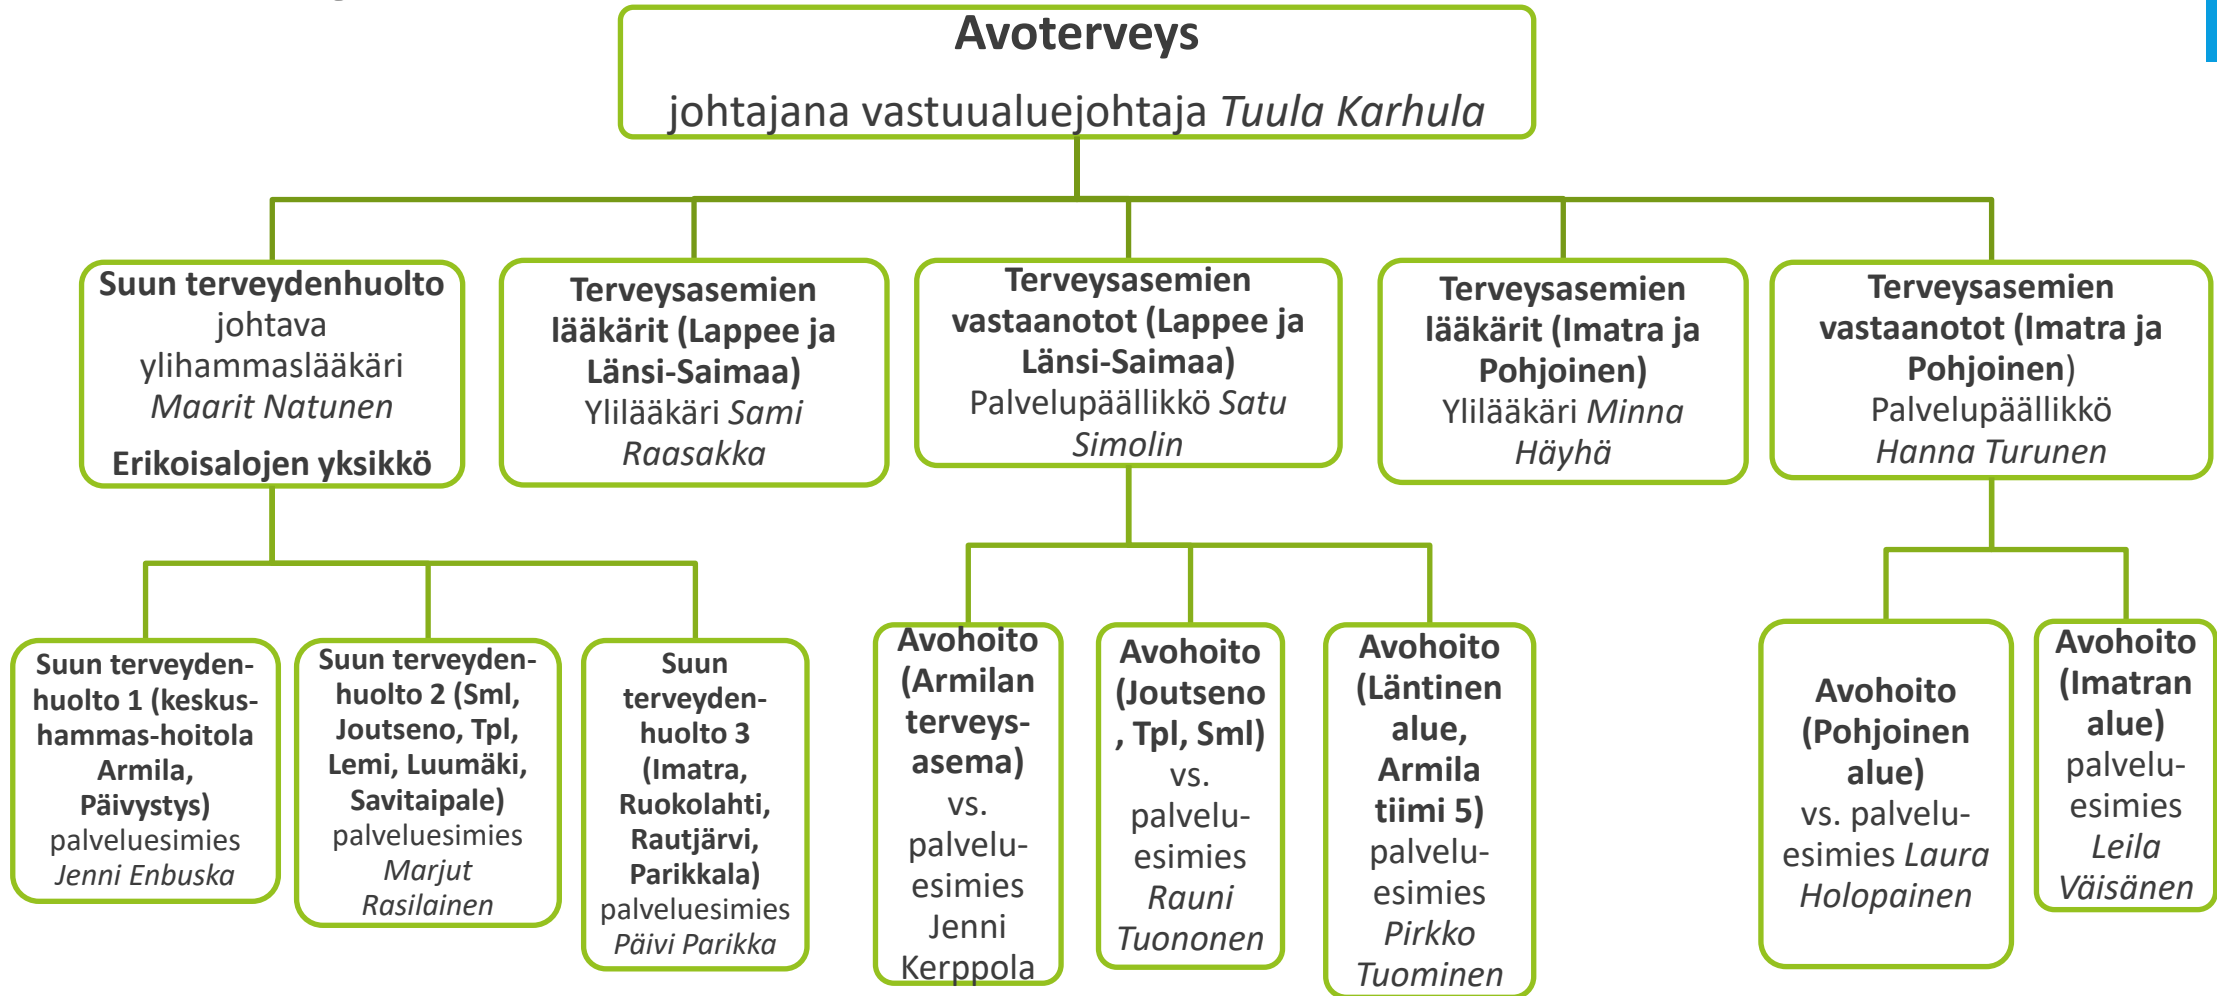 Avoterveys
johtajana vastuualuejohtaja Tuula Karhula
Suun terveydenhuolto
johtava
ylihammaslääkäri
Maarit Natunen
Erikoisalojen yksikkö
Terveysasemien
lääkärit (Lappee ja
Länsi-Saimaa)
Ylilääkäri Sami
Raasakka
Terveysasemien
vastaanotot (Lappee ja
Länsi-Saimaa)
Palvelupäällikkö Satu
Simolin
Terveysasemien
lääkärit (Imatra ja
Pohjoinen)
Ylilääkäri Minna
Häyhä
Terveysasemien
vastaanotot (Imatra ja
Pohjoinen)
Palvelupäällikkö
Hanna Turunen
Suun terveyden-
huolto 1 (keskus-
hammas-hoitola
Armila,
Päivystys)
palveluesimies
Jenni Enbuska
Suun terveyden-
huolto 2 (Sml,
Joutseno, Tpl,
Lemi, Luumäki,
Savitaipale)
palveluesimies
Marjut
Rasilainen
Suun
terveyden-
huolto 3
(Imatra,
Ruokolahti,
Rautjärvi,
Parikkala)
palveluesimies
Päivi Parikka
Avohoito
(Armilan
terveys-
asema)
vs.
palvelu-
esimies
Jenni
Kerppola
Avohoito
(Joutseno
, Tpl, Sml)
vs.
palvelu-
esimies
Rauni
Tuononen
Avohoito
(Läntinen
alue,
Armila
tiimi 5)
palvelu-
esimies
Pirkko
Tuominen
Avohoito
(Pohjoinen
alue)
vs. palvelu-
esimies Laura
Holopainen
Avohoito
(Imatran
alue)
palvelu-
esimies
Leila
Väisänen